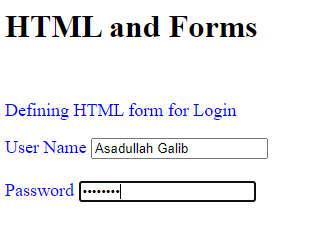 HTML and Forms
Defining HTML form for Login
User Name Asadullah Galib
Password ••••••••